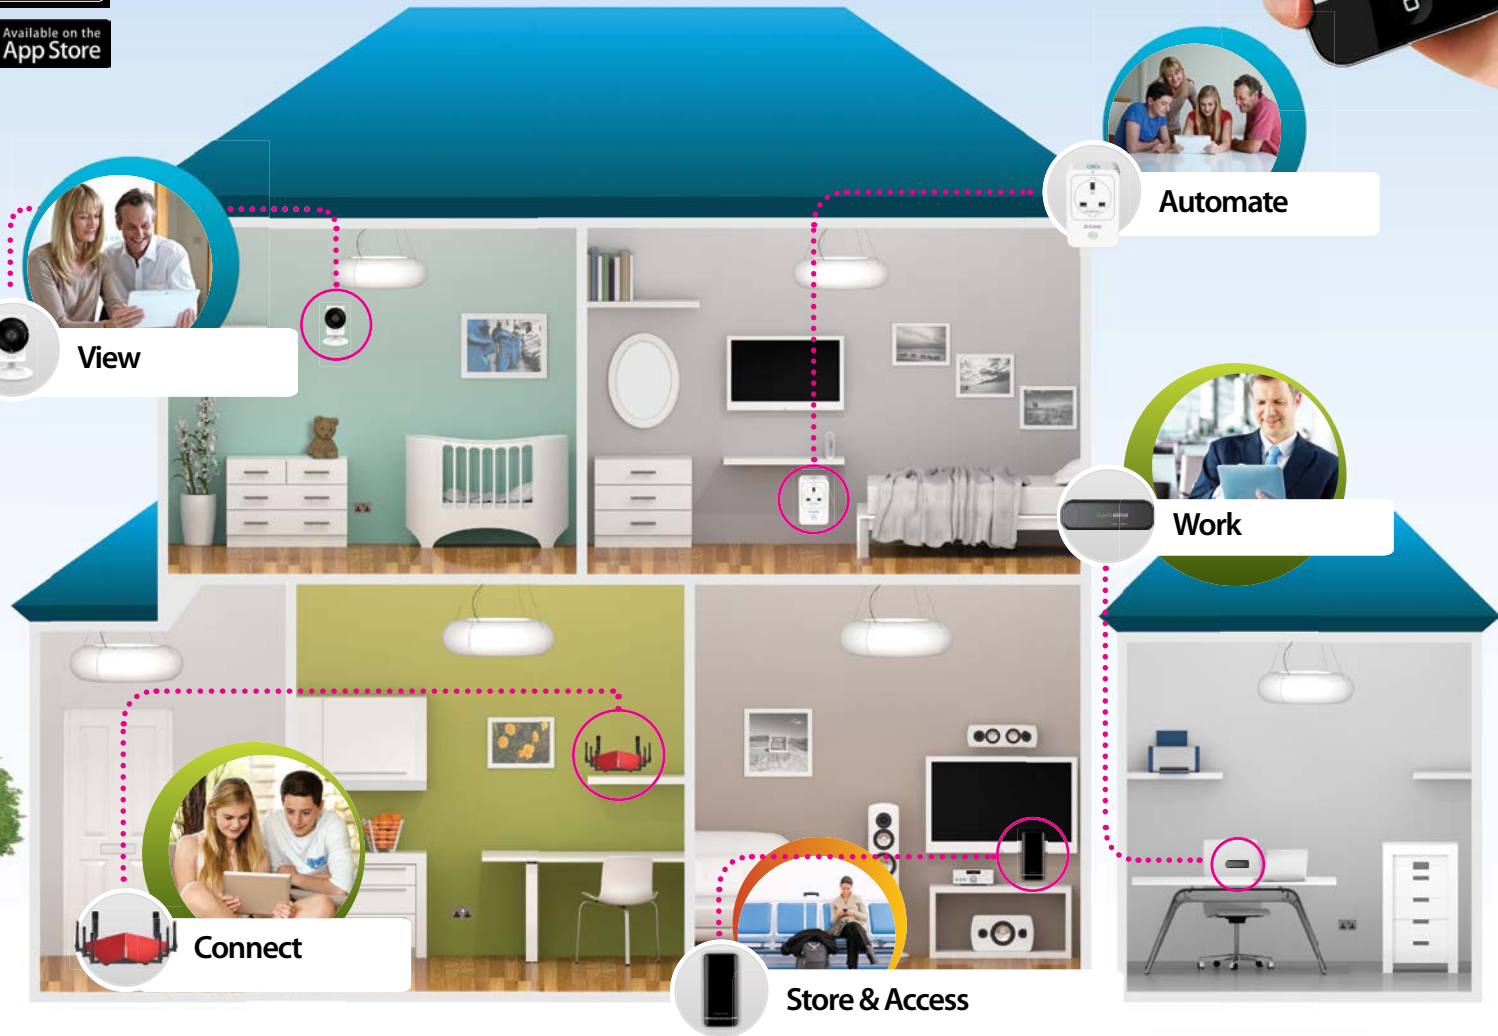 Available on the
App Store
Automate
View
Work
Connect
Store & Access